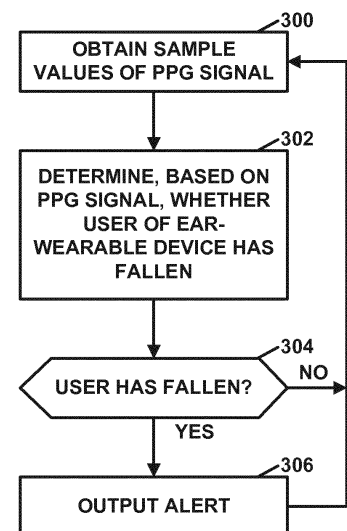 300
OBTAIN SAMPLE
VALUES OF PPG SIGNAL
302
DETERMINE, BASED ON
PPG SIGNAL, WHETHER
USER OF EAR-
WEARABLE DEVICE HAS
FALLEN
304
USER HAS FALLEN?
NO
YES
306
OUTPUT ALERT